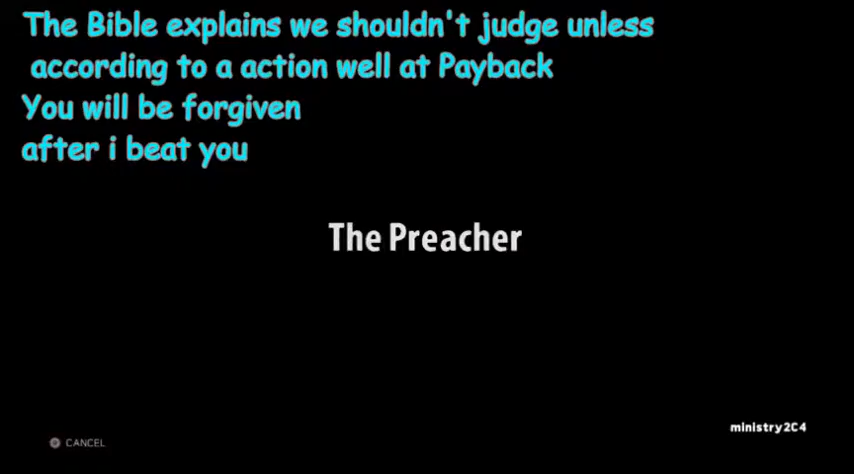 The Bible explains we shouldn't judge unless
according to a action well at Payback
You will be forgiven
after i beat you
The Preacher
ministry2C4
CANCEL